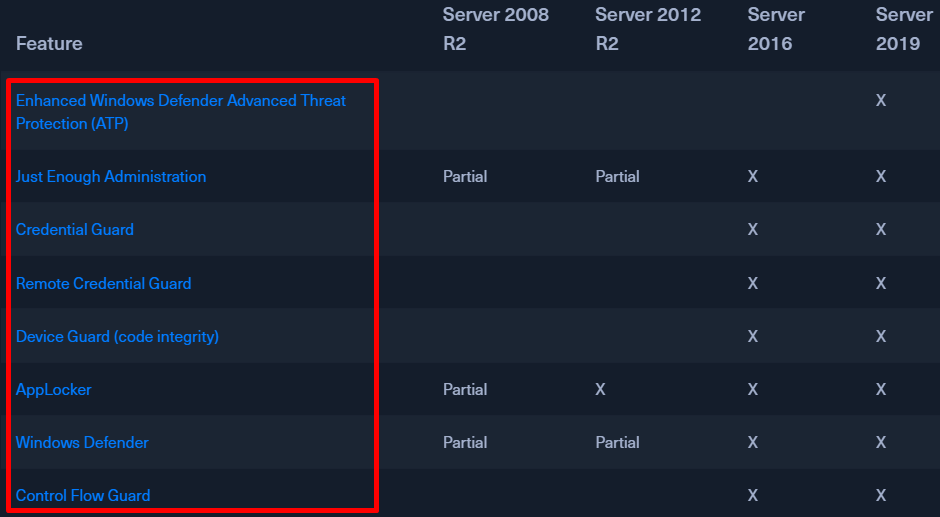 Feature Server 2008 R2 Server 2012 R2 Server 2016 Server 2019
Enhanced Windows Defender Advanced Threat Protection (ATP) X
Just Enough Administration Partial Partial X X
Credential Guard X X
Remote Credential Guard X X
Device Guard (code integrity) X X
AppLocker Partial X X X
Windows Defender Partial Partial X X
Control Flow Guard X X